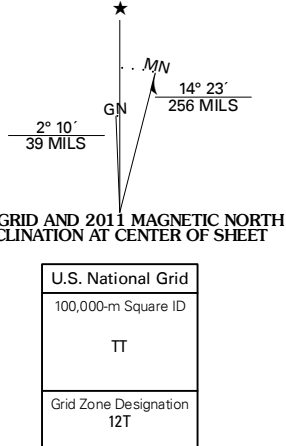 ★
MN
14° 23´
256 MILS
GN
2° 10´
39 MILS
GRID AND 2011 MAGNETIC NORTH
CLINATION AT CENTER OF SHEET
U.S. National Grid
100,000-m Square ID
TT
Grid Zone Designation
12T